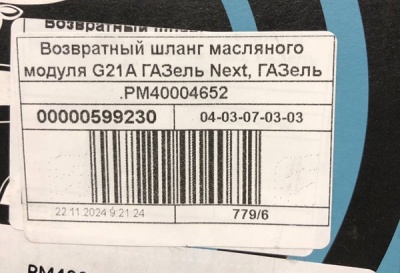 Возвратный шланг масляного
модуля G21A ГАЗель Next, ГАЗель
.PM40004652
00000599230 04-03-07-03-03
22.11.2024 9:21:24 779/6